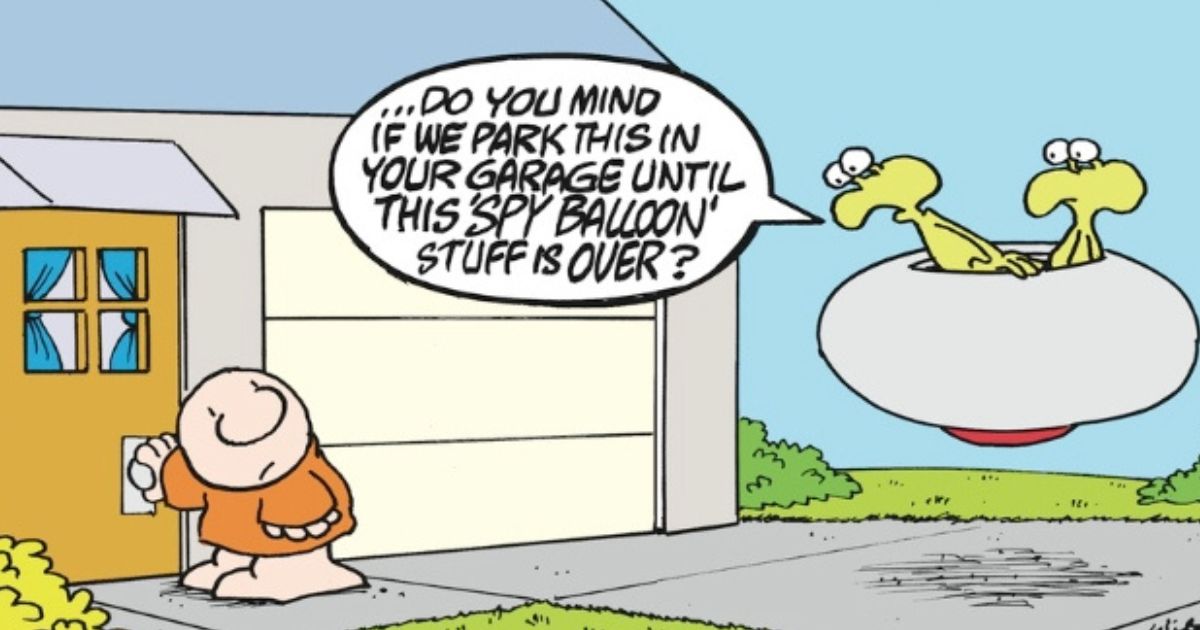 ...DO YOU MIND
IF WE PARK THIS IN
YOUR GARAGE UNTIL
THIS 'SPY BALLOON'
STUFF IS OVER?